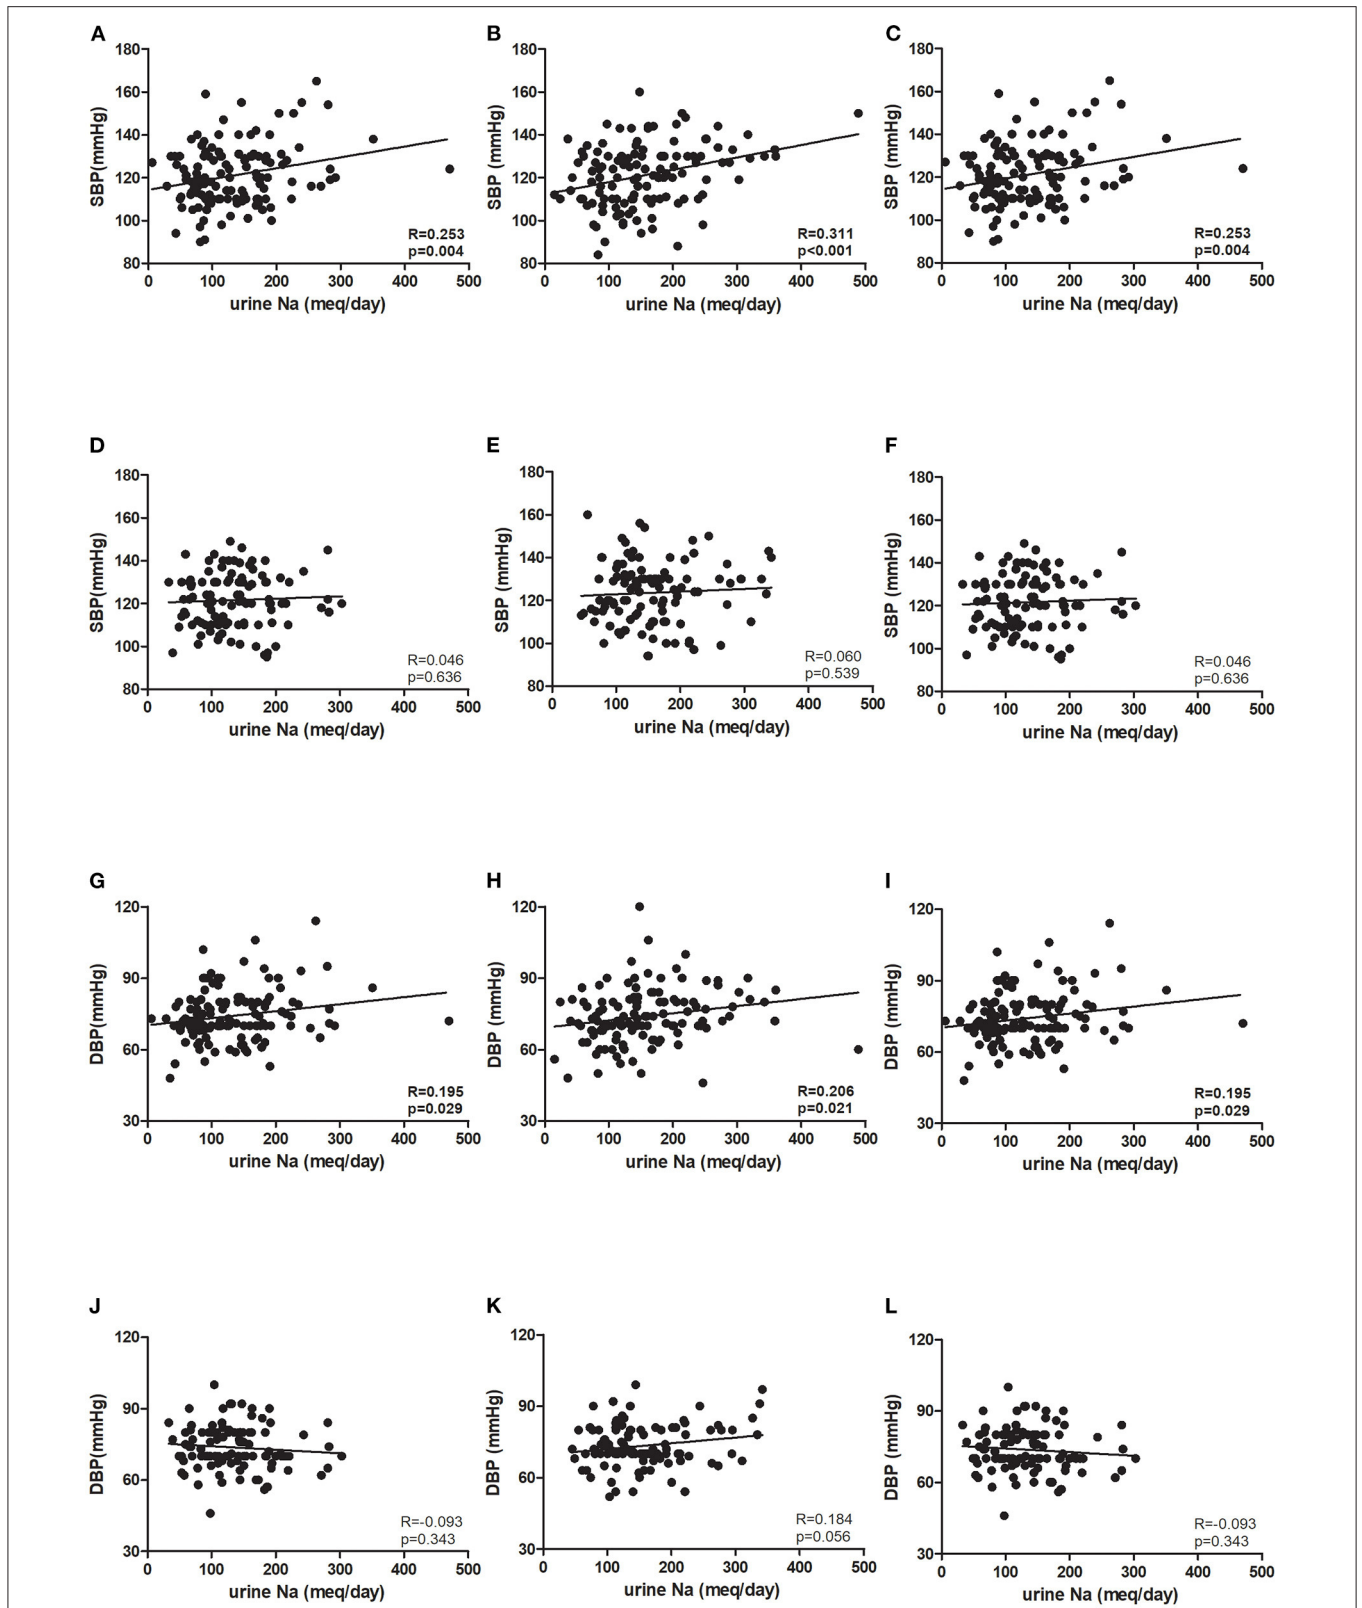 A
B
C
180
160
140
120
100
80
SBP(mmHg)
R=0.253
p=0.004
0 100 200 300 400 500
urine Na (meq/day)
180
160
140
120
100
80
SBP (mmHg)
R=0.311
p<0.001
0 100 200 300 400 500
urine Na (meq/day)
180
160
140
120
100
80
SBP (mmHg)
R=0.253
p=0.004
0 100 200 300 400 500
urine Na (meq/day)
D
E
F
180
160
140
120
100
80
SBP(mmHg)
R=0.046
p=0.636
0 100 200 300 400 500
urine Na (meq/day)
180
160
140
120
100
80
SBP (mmHg)
R=0.060
p=0.539
0 100 200 300 400 500
urine Na (meq/day)
180
160
140
120
100
80
SBP (mmHg)
R=0.046
p=0.636
0 100 200 300 400 500
urine Na (meq/day)
G
H
I
120
90
60
30
DBP(mmHg)
R=0.195
p=0.029
0 100 200 300 400 500
urine Na (meq/day)
120
90
60
30
DBP (mmHg)
R=0.206
p=0.021
0 100 200 300 400 500
urine Na (meq/day)
120
90
60
30
DBP (mmHg)
R=0.195
p=0.029
0 100 200 300 400 500
urine Na (meq/day)
J
K
L
120
90
60
30
DBP(mmHg)
R=-0.093
p=0.343
0 100 200 300 400 500
urine Na (meq/day)
120
90
60
30
DBP (mmHg)
R=0.184
p=0.056
0 100 200 300 400 500
urine Na (meq/day)
120
90
60
30
DBP (mmHg)
R=-0.093
p=0.343
0 100 200 300 400 500
urine Na (meq/day)